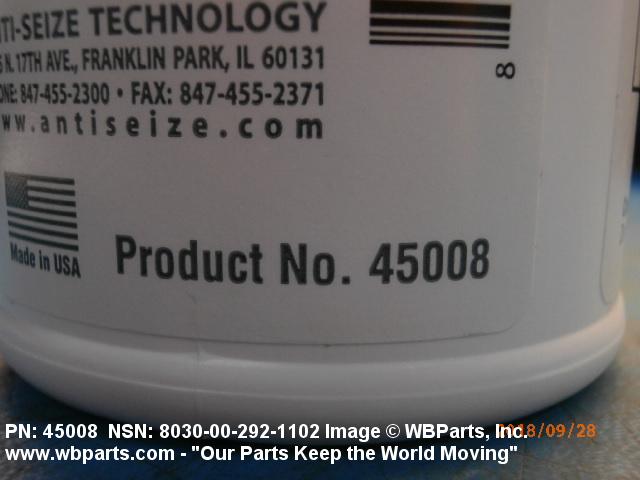 TI-SEIZE TECHNOLOGY
N. 17TH AVE., FRANKLIN PARK, IL 60131
ONE: 847-455-2300 • FAX: 847-455-2371
w.antiseize.com
8
Made in USA
Product No. 45008
PN: 45008 NSN: 8030-00-292-1102 Image © WBParts, Inc.
2018/09/28
www.wbparts.com - "Our Parts Keep the World Moving"